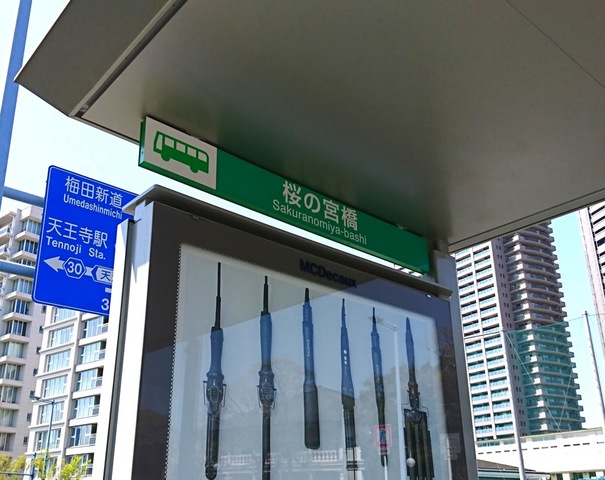 梅田新道
Umedashinmichi
天王寺駅
Tennoji Sta.
30
天
桜の宮橋
Sakuranomiya-bashi
MCDecaux